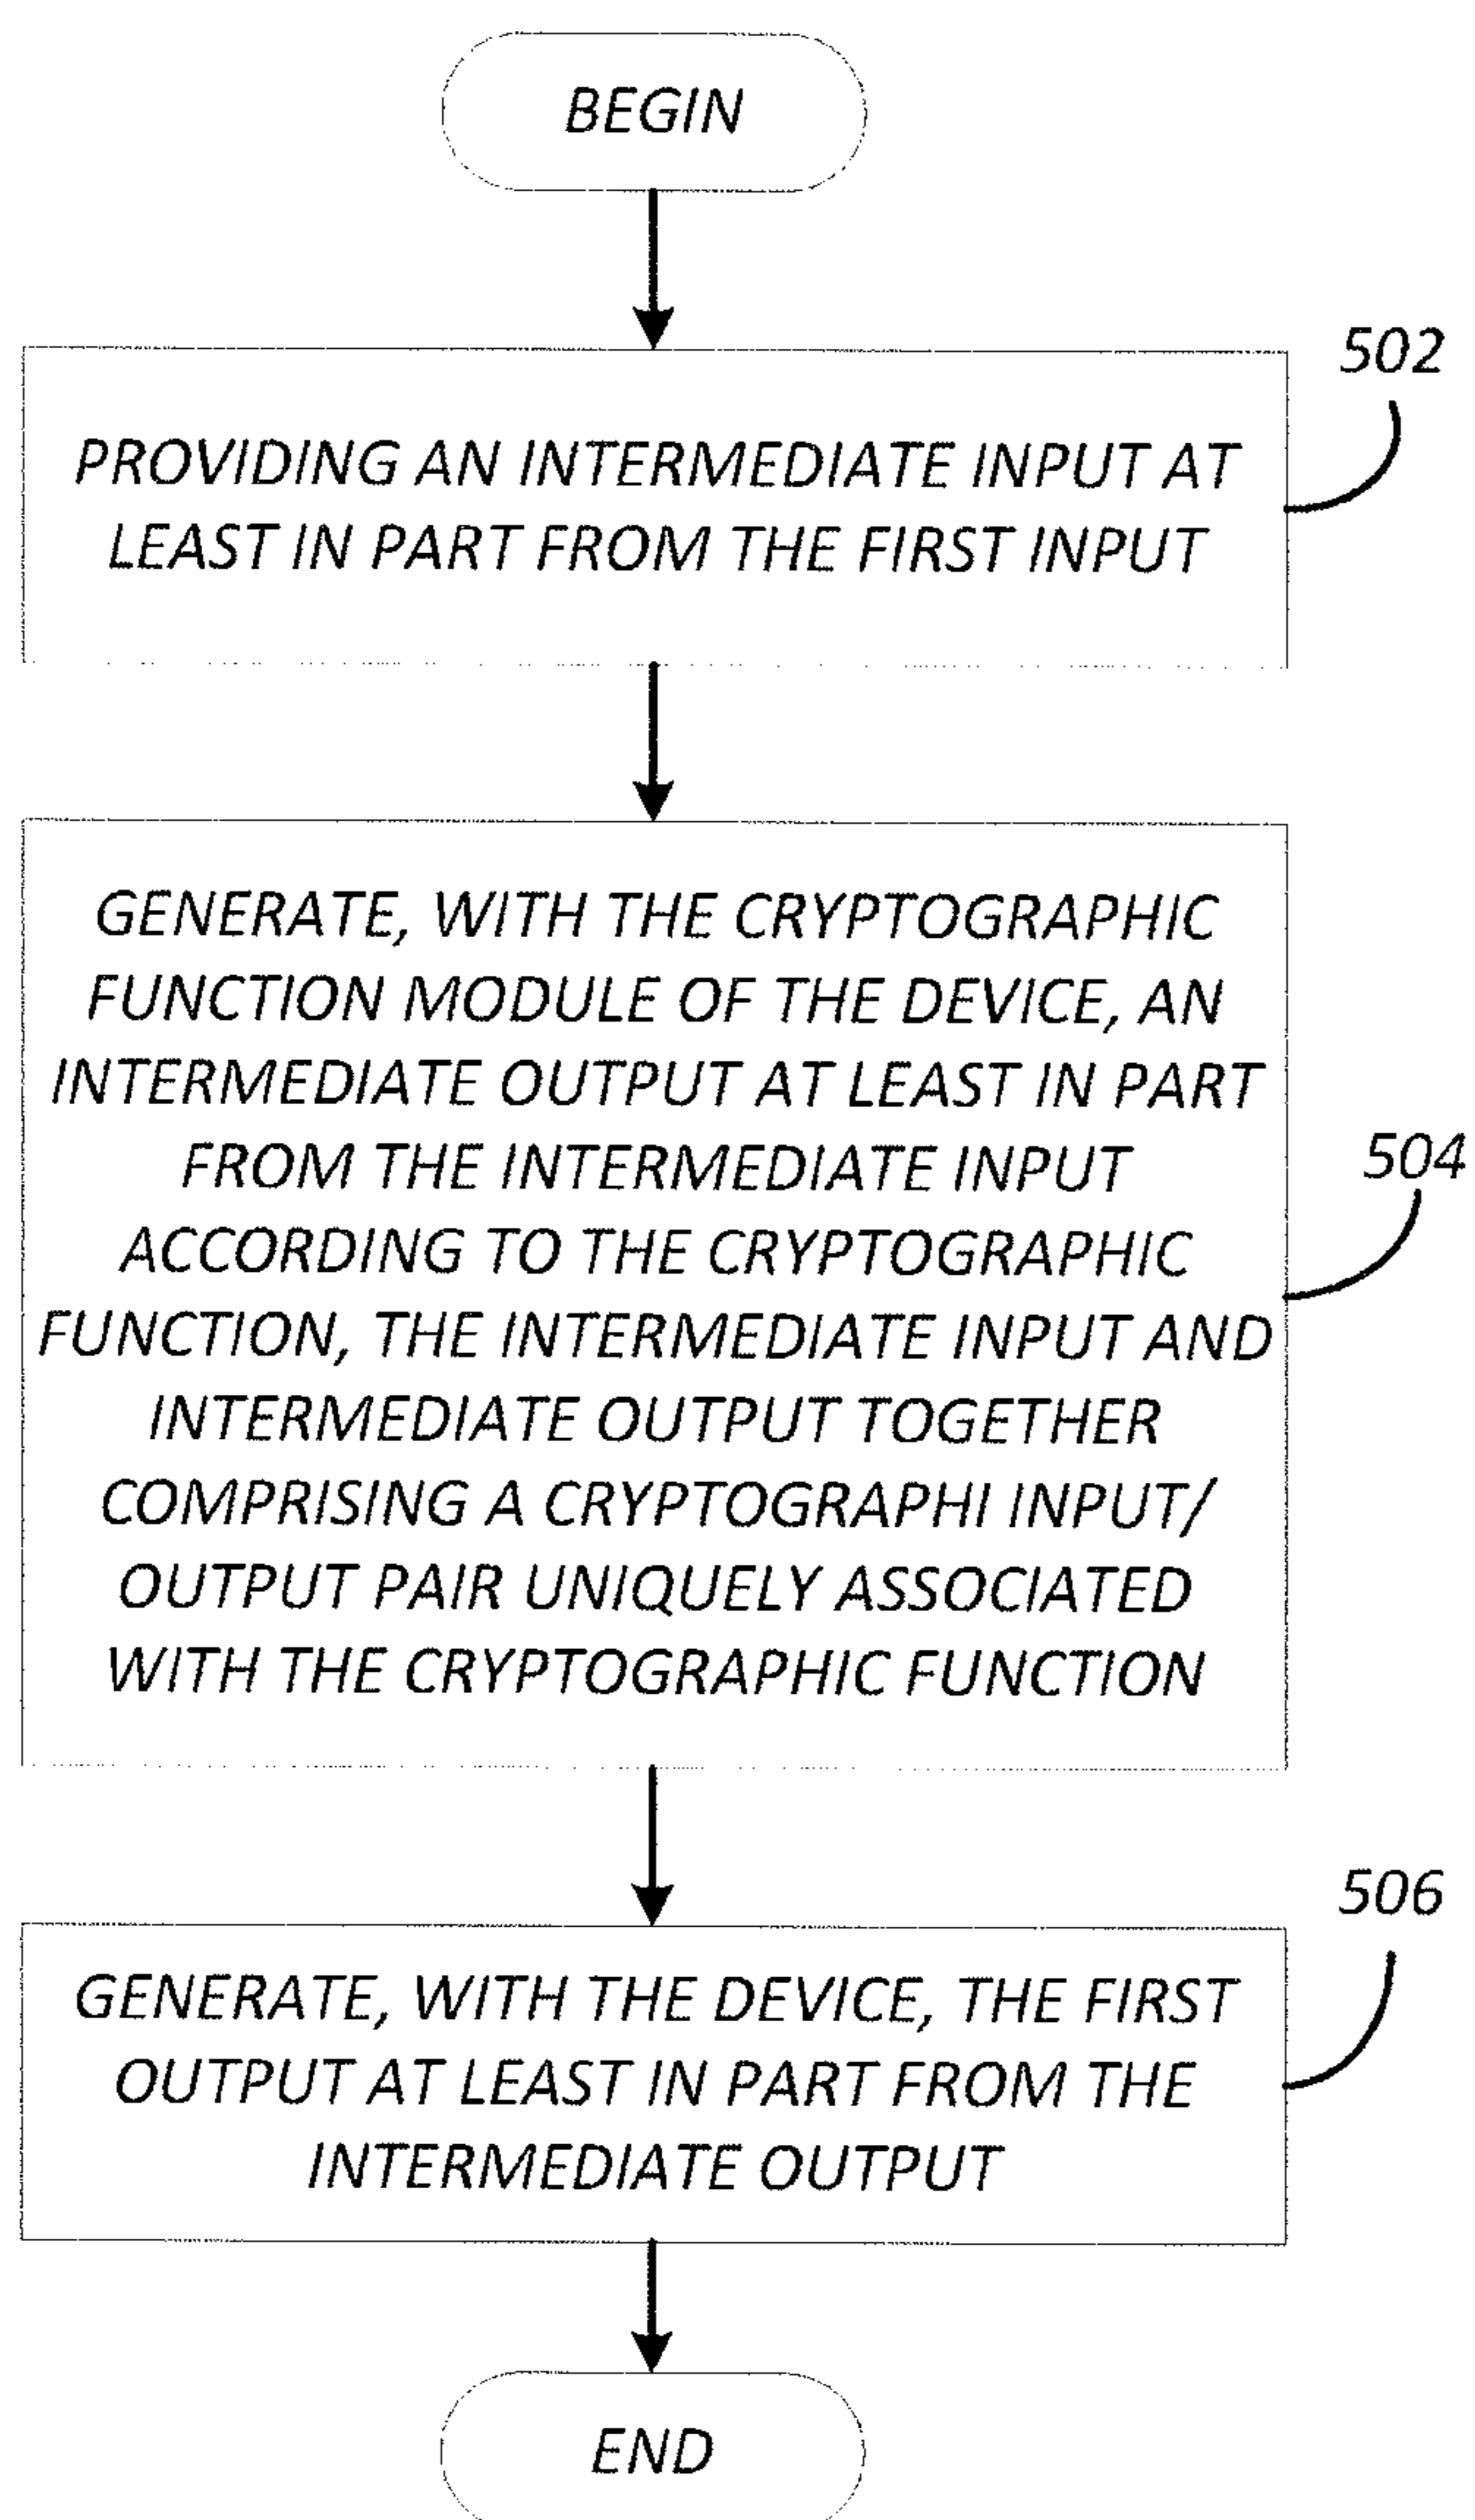 BEGIN
502
PROVIDING AN INTERMEDIATE INPUT AT
LEAST IN PART FROM THE FIRST INPUT
GENERATE, WITH THE CRYPTOGRAPHIC
FUNCTION MODULE OF THE DEVICE, AN
INTERMEDIATE OUTPUT AT LEAST IN PART
FROM THE INTERMEDIATE INPUT
504
ACCORDING TO THE CRYPTOGRAPHIC
FUNCTION, THE INTERMEDIATE INPUT AND
INTERMEDIATE OUTPUT TOGETHER
COMPRISING A CRYPTOGRAPHI INPUT/
OUTPUT PAIR UNIQUELY ASSOCIATED
WITH THE CRYPTOGRAPHIC FUNCTION
506
GENERATE, WITH THE DEVICE, THE FIRST
OUTPUT AT LEAST IN PART FROM THE
INTERMEDIATE OUTPUT
END